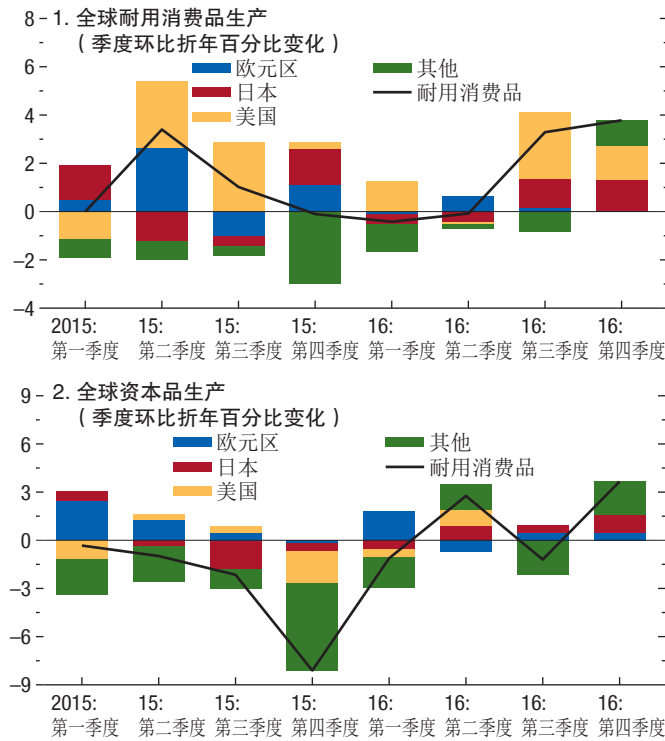 1. 全球耐用消费品生产
（季度环比折年百分比变化）
欧元区
日本
美国
其他
耐用消费品
8
6
4
2
0
–2
–4
2015:
第一季度
15:
第二季度
15:
第三季度
15:
第四季度
16:
第一季度
16:
第二季度
16:
第三季度
16:
第四季度
2. 全球资本品生产
（季度环比折年百分比变化）
欧元区
日本
美国
其他
耐用消费品
9
6
3
0
–3
–6
–9
2015:
第一季度
15:
第二季度
15:
第三季度
15:
第四季度
16:
第一季度
16:
第二季度
16:
第三季度
16:
第四季度